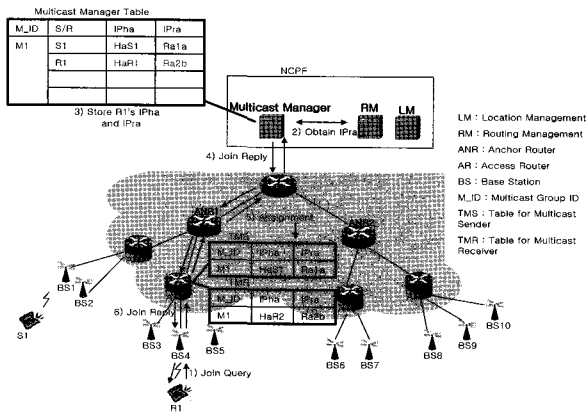 Multicast Manager Table
M_ID S/R IPha IPra
M1 S1 HaS1 Ra1a
R1 HaR1 Ra2b
3) Store R1's IPha
and IPra
NCPF
Multicast Manager RM LM
2) Obtain IPra
4) Join Reply
LM : Location Management
RM : Routing Management
ANR : Anchor Router
AR : Access Router
BS : Base Station
M_ID : Multicast Group ID
TMS : Table for Multicast
Sender
TMR : Table for Multicast
Receiver
ANR1
5) assignment
ANR2
TMS
M_ID IPha IPra
M1 HaS1 Ra1a
M_ID IPha IPra
M1 HaR2 Ra2b
BS1
BS2
S1
6) Join Reply
BS3
BS4
BS5
BS6
BS7
BS8
BS9
BS10
1) Join Query
R1